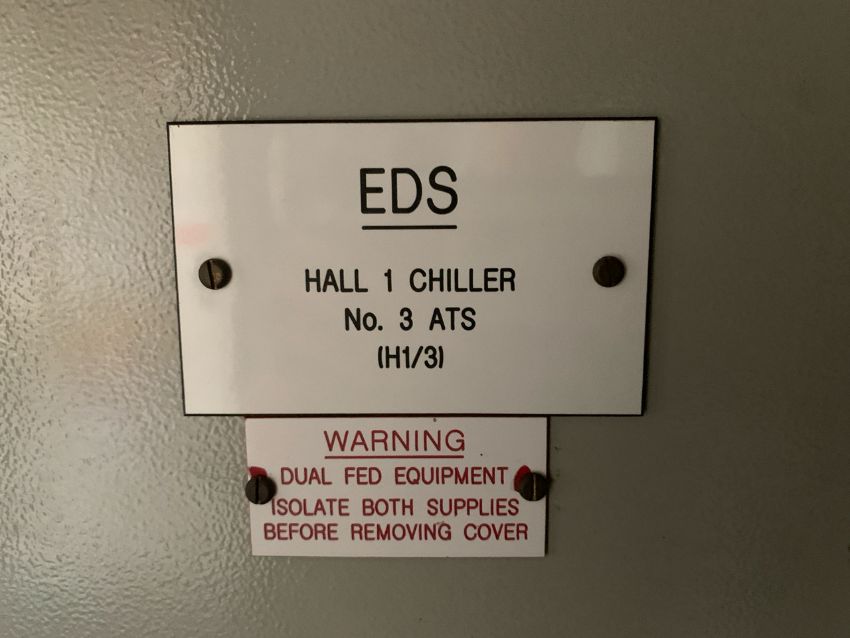 EDS
HALL 1 CHILLER
No. 3 ATS
(H1/3)
WARNING
DUAL FED EQUIPMENT
ISOLATE BOTH SUPPLIES
BEFORE REMOVING COVER